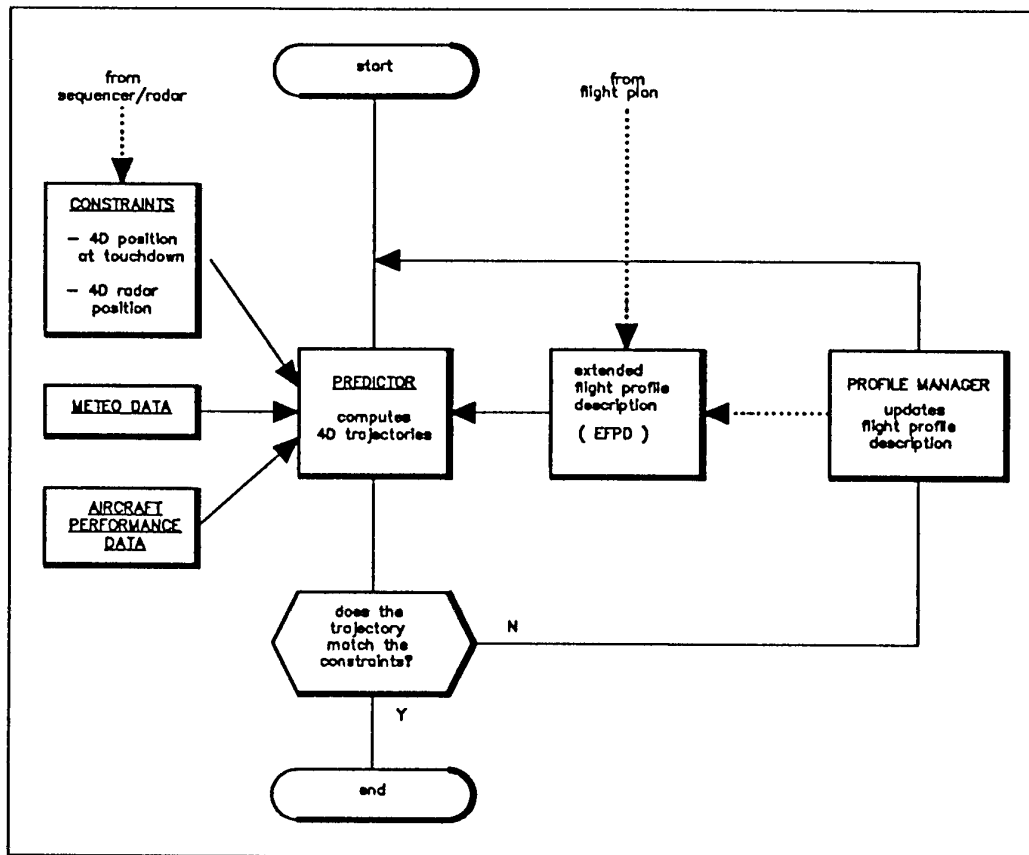 start
from
sequencer/radar
from
flight plan
CONSTRAINTS
- 4D position
at touchdown
- 4D radar
position
METEO DATA
AIRCRAFT
PERFORMANCE
DATA
PREDICTOR
computes
4D trajectories
extended
flight profile
description
( EFPD )
PROFILE MANAGER
updates
flight profile
description
does the
trajectory
match the
constraints?
N
Y
end